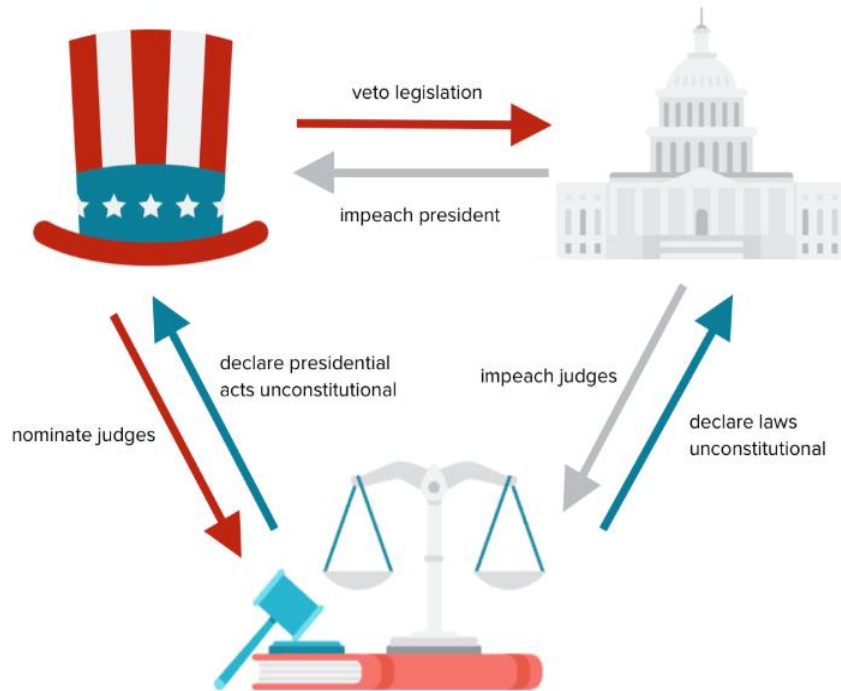 veto legislation
impeach president
declare presidential
acts unconstitutional
nominate judges
impeach judges
declare laws
unconstitutional